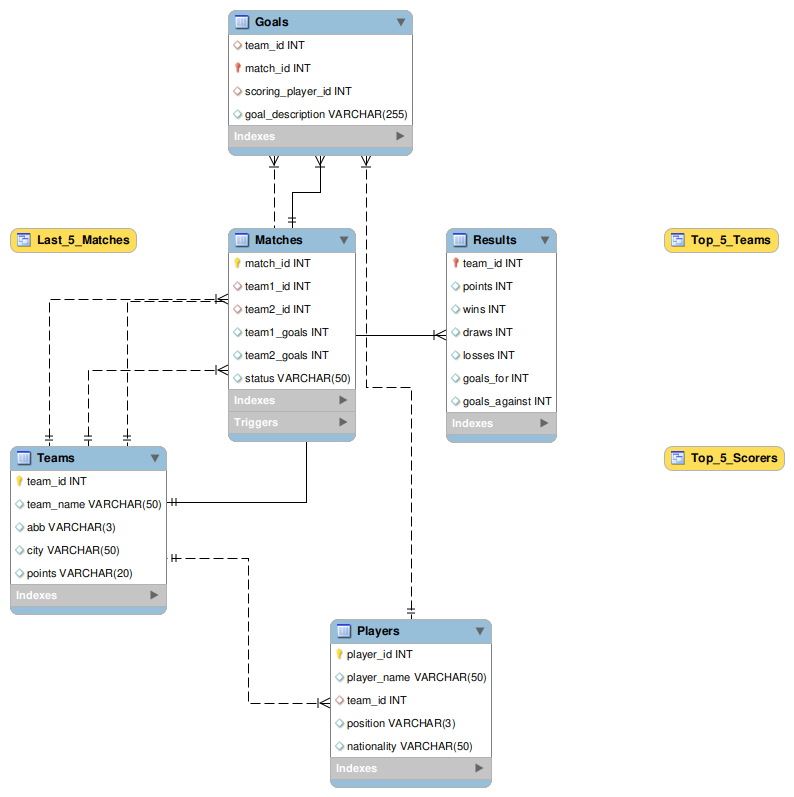 Goals
team_id INT
match_id INT
scoring_player_id INT
goal_description VARCHAR(255)
Indexes
Last_5_Matches
Matches
match_id INT
team1_id INT
team2_id INT
team1_goals INT
team2_goals INT
status VARCHAR(50)
Indexes
Triggers
Results
team_id INT
points INT
wins INT
draws INT
losses INT
goals_for INT
goals_against INT
Indexes
Top_5_Teams
Teams
team_id INT
team_name VARCHAR(50)
abb VARCHAR(3)
city VARCHAR(50)
points VARCHAR(20)
Indexes
Top_5_Scorers
Players
player_id INT
player_name VARCHAR(50)
team_id INT
position VARCHAR(3)
nationality VARCHAR(50)
Indexes